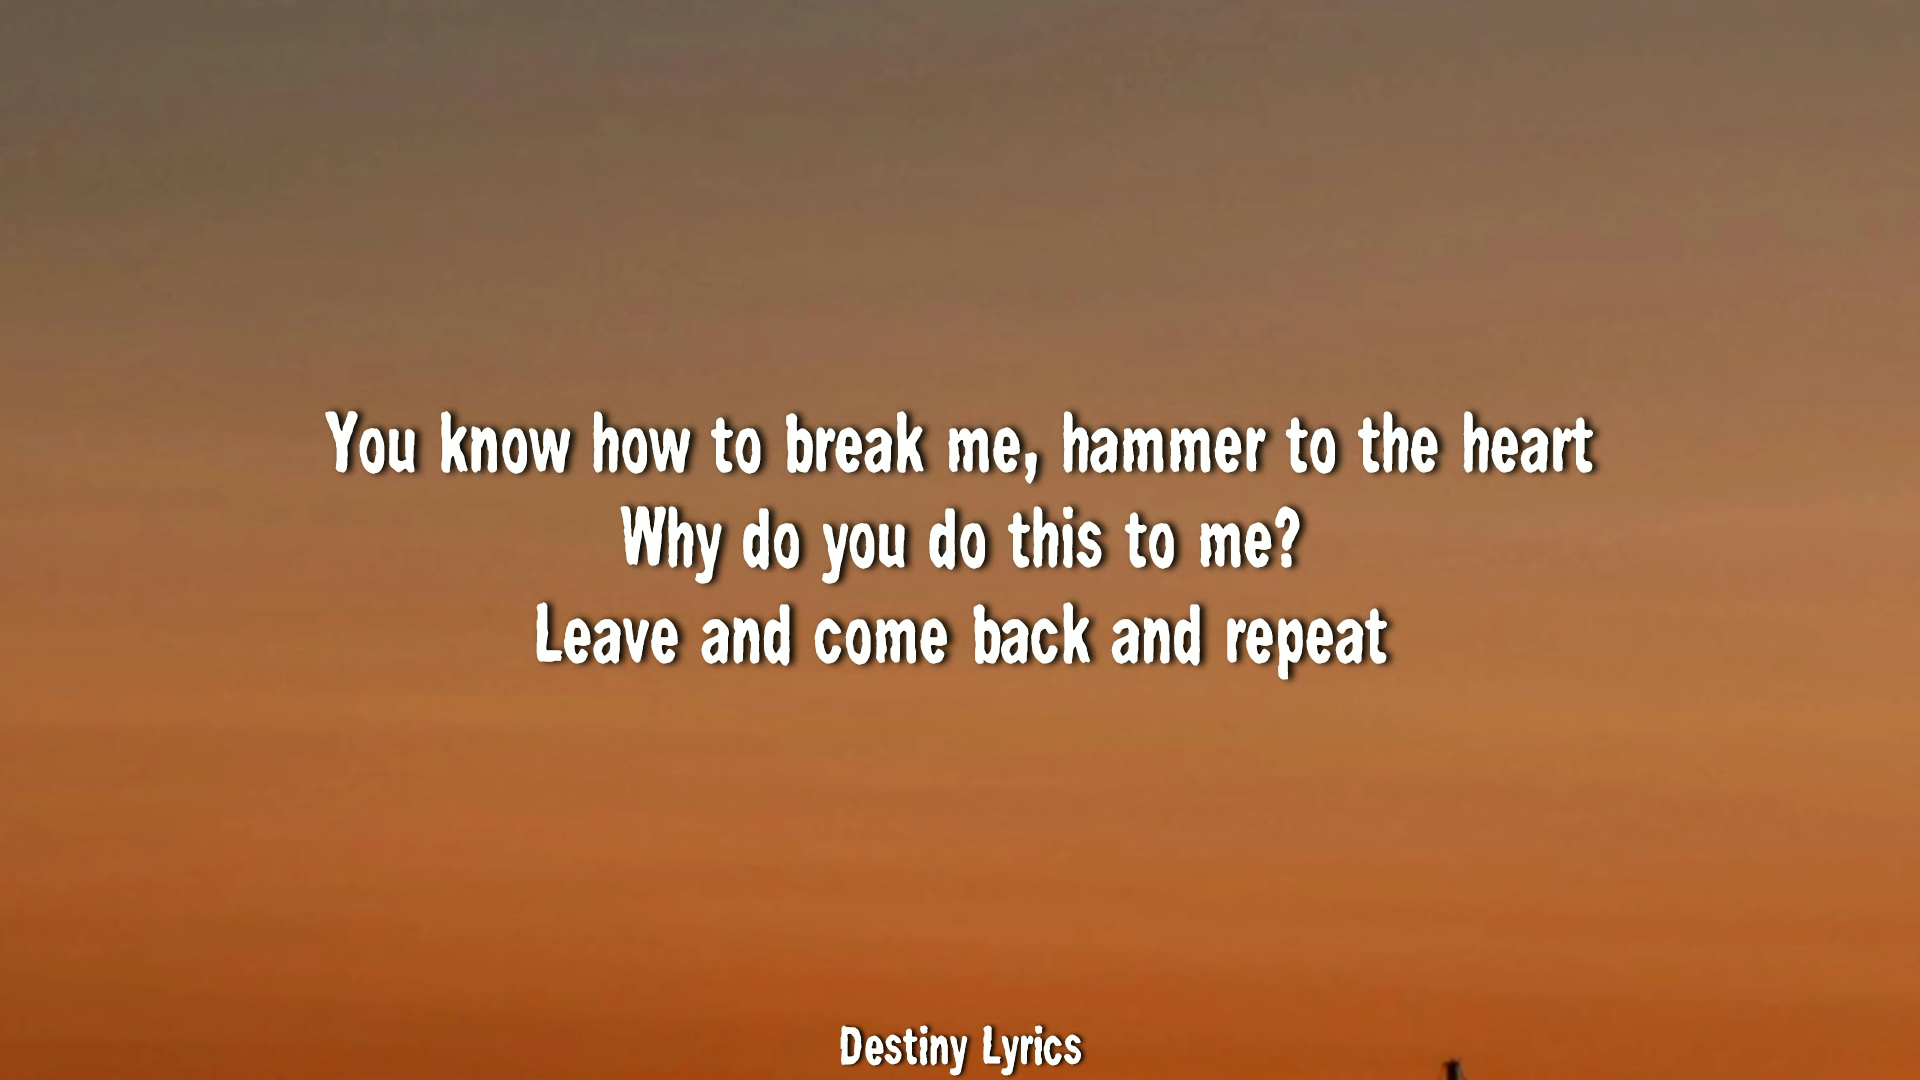 You know how to break me, hammer to the heart
Why do you do this to me?
Leave and come back and repeat
Destiny Lyrics